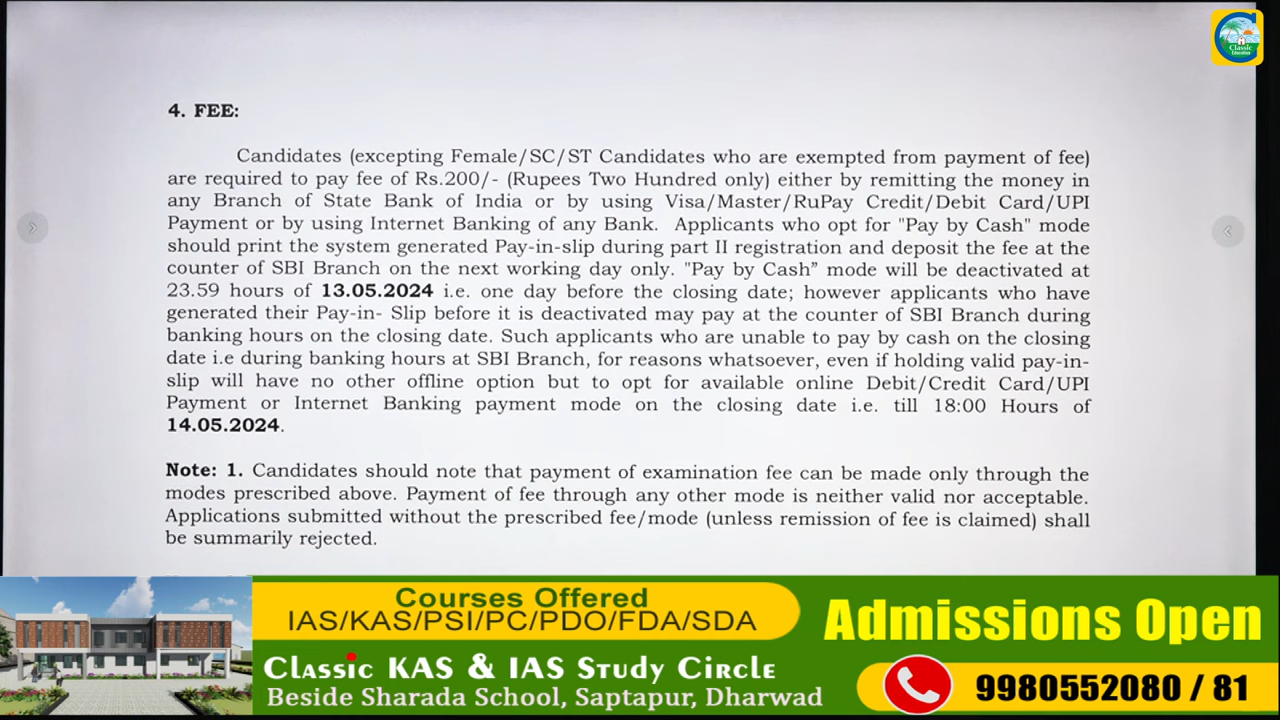 Classic
Education
4. FEE:
Candidates (excepting Female/SC/ST Candidates who are exempted from payment of fee)
are required to pay fee of Rs.200/- (Rupees Two Hundred only) either by remitting the money in
any Branch of State Bank of India or by using Visa/Master/RuPay Credit/Debit Card/UPI
Payment or by using Internet Banking of any Bank. Applicants who opt for "Pay by Cash" mode
should print the system generated Pay-in-slip during part II registration and deposit the fee at the
counter of SBI Branch on the next working day only. "Pay by Cash” mode will be deactivated at
23.59 hours of 13.05.2024 i.e. one day before the closing date; however applicants who have
generated their Pay-in- Slip before it is deactivated may pay at the counter of SBI Branch during
banking hours on the closing date. Such applicants who are unable to pay by cash on the closing
date i.e during banking hours at SBI Branch, for reasons whatsoever, even if holding valid pay-in-
slip will have no other offline option but to opt for available online Debit/Credit Card/UPI
Payment or Internet Banking payment mode on the closing date i.e. till 18:00 Hours of
14.05.2024.
Note: 1. Candidates should note that payment of examination fee can be made only through the
modes prescribed above. Payment of fee through any other mode is neither valid nor acceptable.
Applications submitted without the prescribed fee/mode (unless remission of fee is claimed) shall
be summarily rejected.
Courses Offered
IAS/KAS/PSI/PC/PDO/FDA/SDA
Classic KAS & IAS Study Circle
Beside Sharada School, Saptapur, Dharwad
Admissions Open
9980552080 / 81